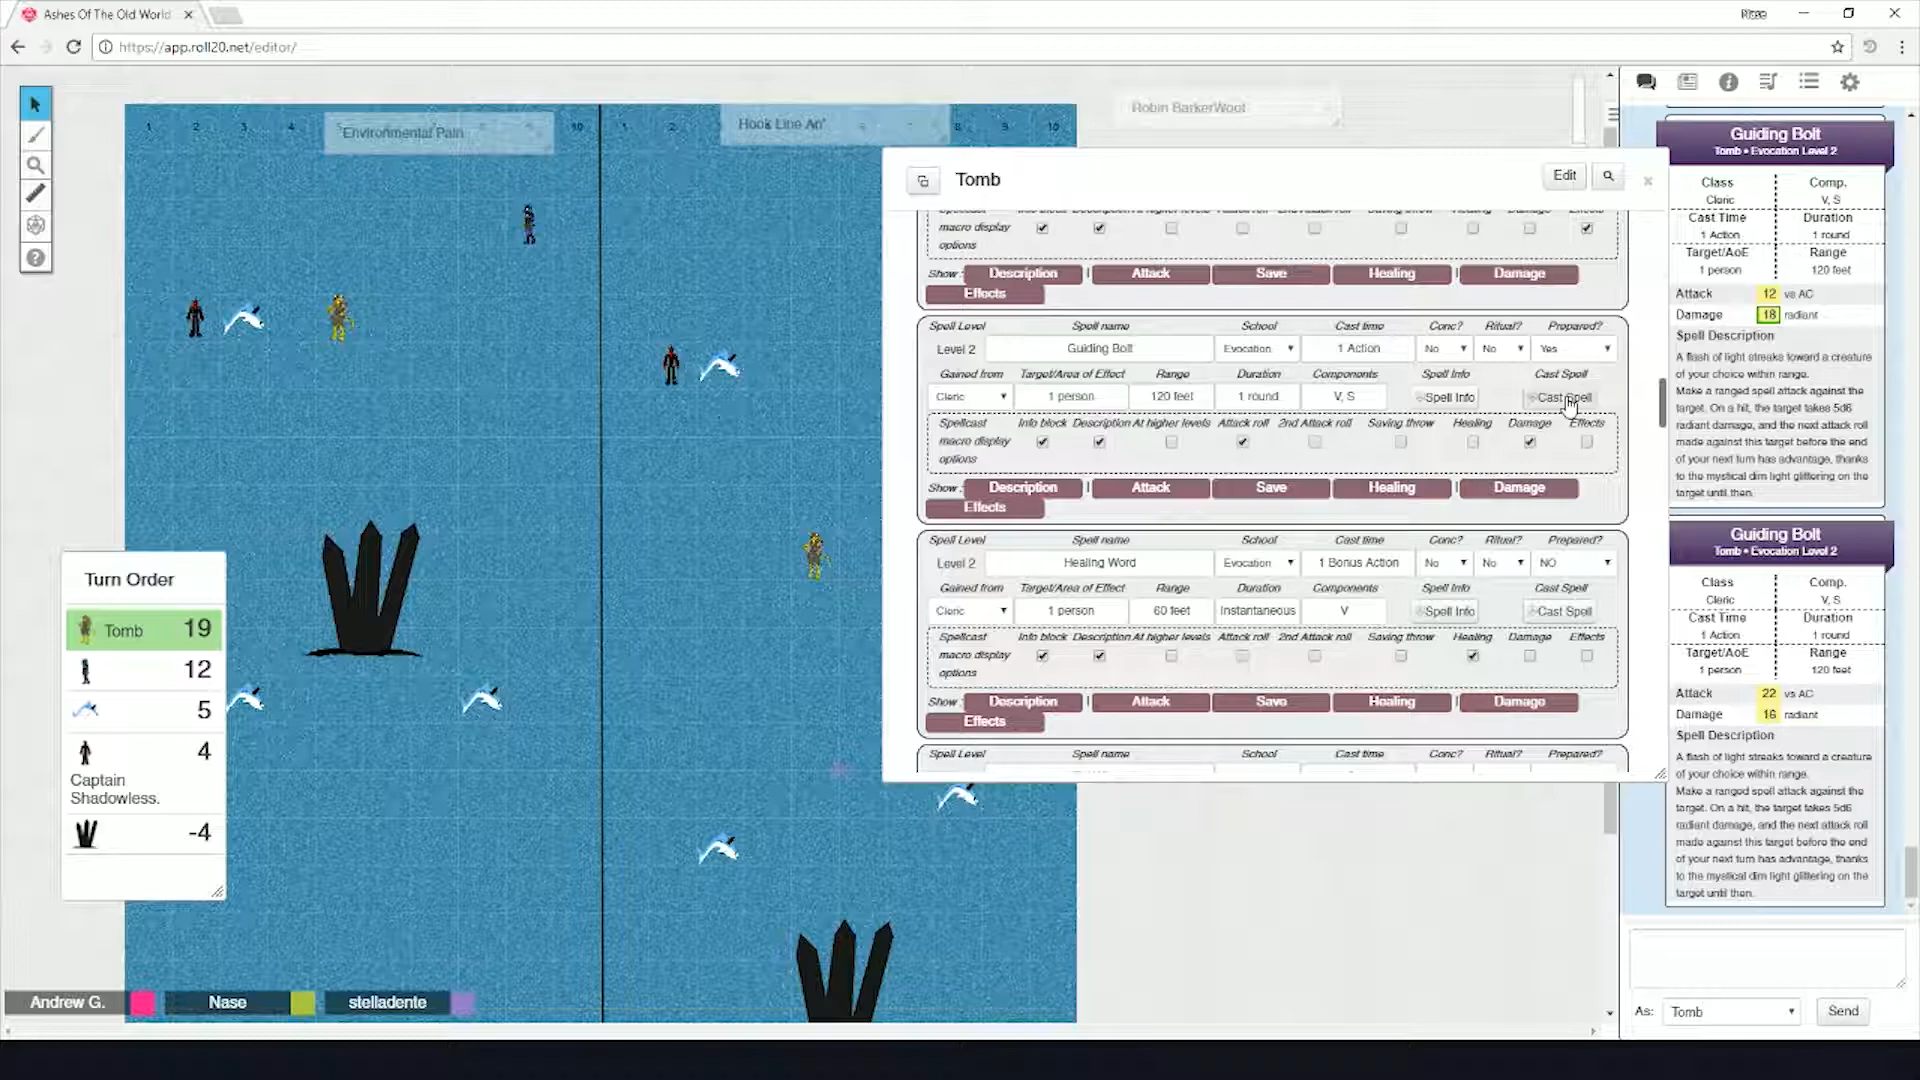 Ashes Of The Old World
https://app.roll20.net/editor/
1 2 3 4 10 1 2 8 9 10
Environmental Pain
Hook Line An'
Robin BarkerWoot
Turn Order
Tomb 19
12
5
4
Captain
Shadowless.
-4
Andrew G.
Nase
stelladente
Tomb
Edit
macro display
options
Show: Description | Attack Save Healing | Damage
Effects
Spell Level Spell name School Cast time Conc? Ritual? Prepared?
Level 2 Guiding Bolt Evocation 1 Action No No Yes
Gained from Target/Area of Effect Range Duration Components Spell Info Cast Spell
Cleric 1 person 120 feet 1 round V, S Spell Info Cast Spell
Spellcast Info block Description At higher levels Attack roll 2nd Attack roll Saving throw Healing Damage Effects
macro display
options
Show: Description | Attack Save Healing | Damage
Effects
Spell Level Spell name School Cast time Conc? Ritual? Prepared?
Level 2 Healing Word Evocation 1 Bonus Action No No NO
Gained from Target/Area of Effect Range Duration Components Spell Info Cast Spell
Cleric 1 person 60 feet Instantaneous V Spell Info Cast Spell
Spellcast Info block Description At higher levels Attack roll 2nd Attack roll Saving throw Healing Damage Effects
macro display
options
Show: Description | Attack Save Healing | Damage
Effects
Spell Level Spell name School Cast time Conc? Ritual? Prepared?
Guiding Bolt
Tomb • Evocation Level 2
Class Comp.
Cleric V, S
Cast Time Duration
1 Action 1 round
Target/AoE Range
1 person 120 feet
Attack 12 vs AC
Damage 18 radiant
Spell Description
A flash of light streaks toward a creature
of your choice within range.
Make a ranged spell attack against the
target. On a hit, the target takes 5d6
radiant damage, and the next attack roll
made against this target before the end
of your next turn has advantage, thanks
to the mystical dim light glittering on the
target until then.
Guiding Bolt
Tomb • Evocation Level 2
Class Comp.
Cleric V, S
Cast Time Duration
1 Action 1 round
Target/AoE Range
1 person 120 feet
Attack 22 vs AC
Damage 16 radiant
Spell Description
A flash of light streaks toward a creature
of your choice within range.
Make a ranged spell attack against the
target. On a hit, the target takes 5d6
radiant damage, and the next attack roll
made against this target before the end
of your next turn has advantage, thanks
to the mystical dim light glittering on the
target until then.
As: Tomb Send